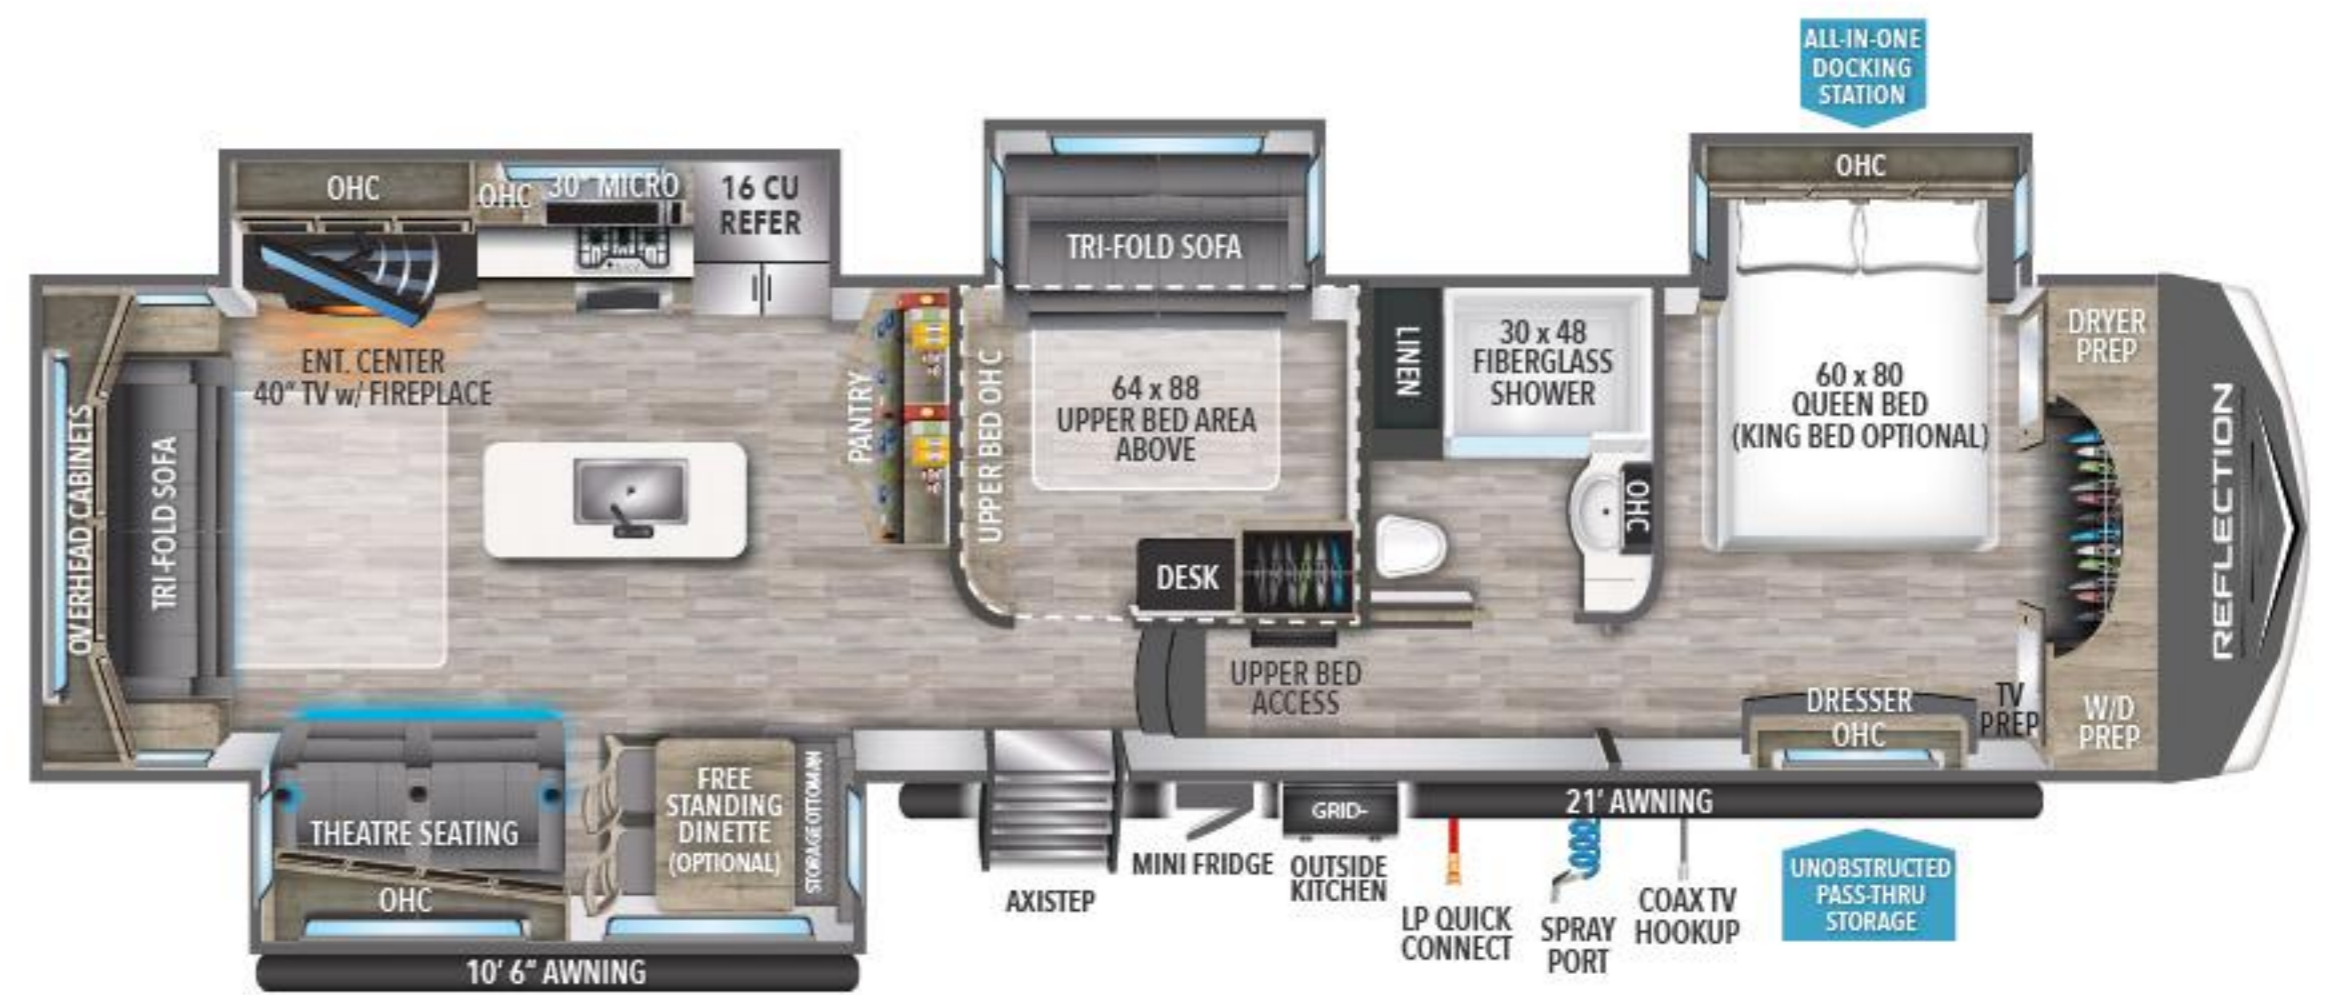 ALL-IN-ONE
DOCKING
STATION
OHC
OHC
30" MICRO
16 CU
REFER
TRI-FOLD SOFA
OHC
ENT. CENTER
40" TV w/ FIREPLACE
OVERHEAD CABINETS
TRI-FOLD SOFA
PANTRY
UPPER BED OHC
64 x 88
UPPER BED AREA
ABOVE
DESK
LINEN
30 x 48
FIBERGLASS
SHOWER
OHC
60 x 80
QUEEN BED
(KING BED OPTIONAL)
DRYER
PREP
REFLECTION
UPPER BED
ACCESS
DRESSER
OHC
TV
PREP
W/D
PREP
THEATRE SEATING
OHC
FREE
STANDING
DINETTE
(OPTIONAL)
STORAGE OTTOMAN
10' 6" AWNING
AXISTEP
MINI FRIDGE
GRID-
OUTSIDE
KITCHEN
21' AWNING
LP QUICK
CONNECT
SPRAY
PORT
COAX TV
HOOKUP
UNOBSTRUCTED
PASS-THRU
STORAGE